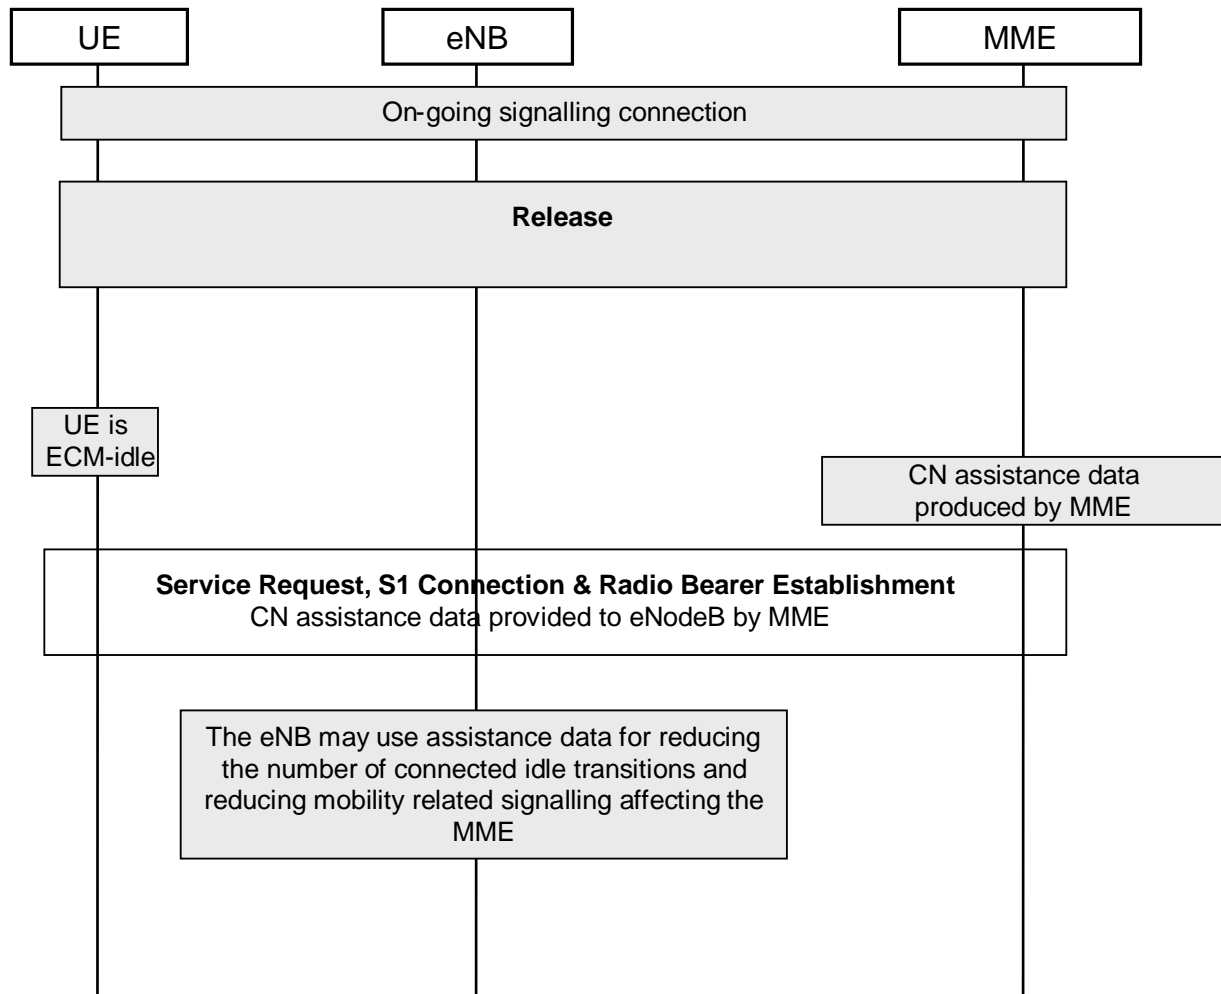 UE
eNB
MME
On-going signalling connection
Release
UE is
ECM-idle
CN assistance data
produced by MME
Service Request, S1 Connection & Radio Bearer Establishment
CN assistance data provided to eNodeB by MME
The eNB may use assistance data for reducing
the number of connected idle transitions and
reducing mobility related signalling affecting the
MME